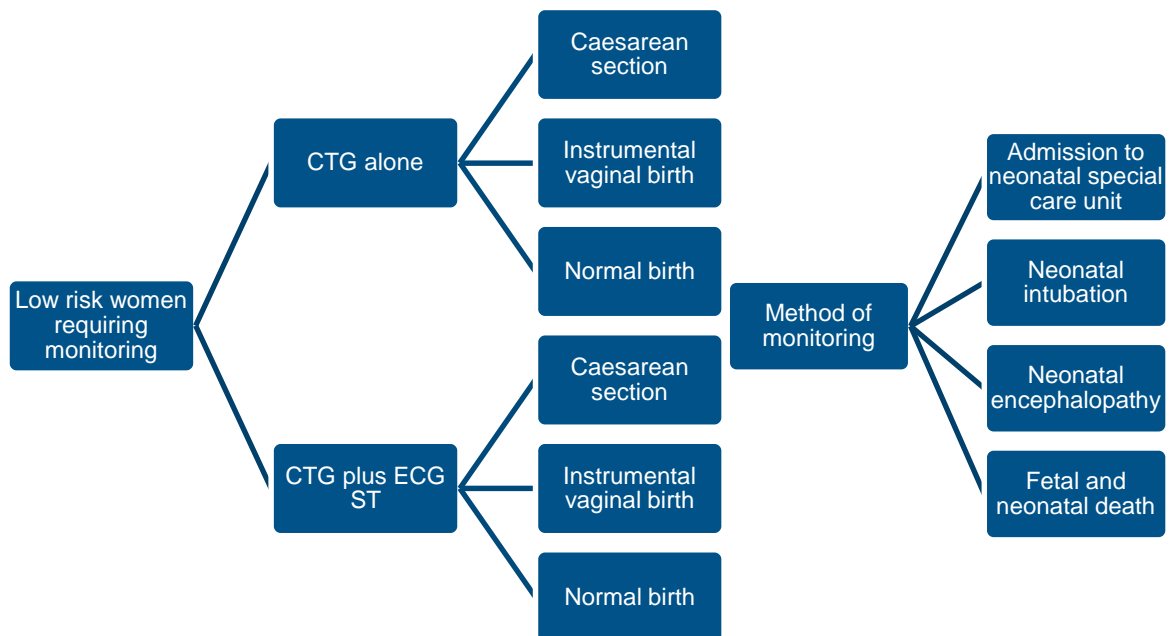 Low risk women
requiring
monitoring
CTG alone
CTG plus ECG
ST
Caesarean
section
Instrumental
vaginal birth
Normal birth
Caesarean
section
Instrumental
vaginal birth
Normal birth
Method of
monitoring
Admission to
neonatal special
care unit
Neonatal
intubation
Neonatal
encephalopathy
Fetal and
neonatal death